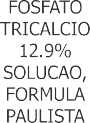 FOSFATO
TRICALCIO
12.9%
SOLUCAO,
FORMULA
PAULISTA